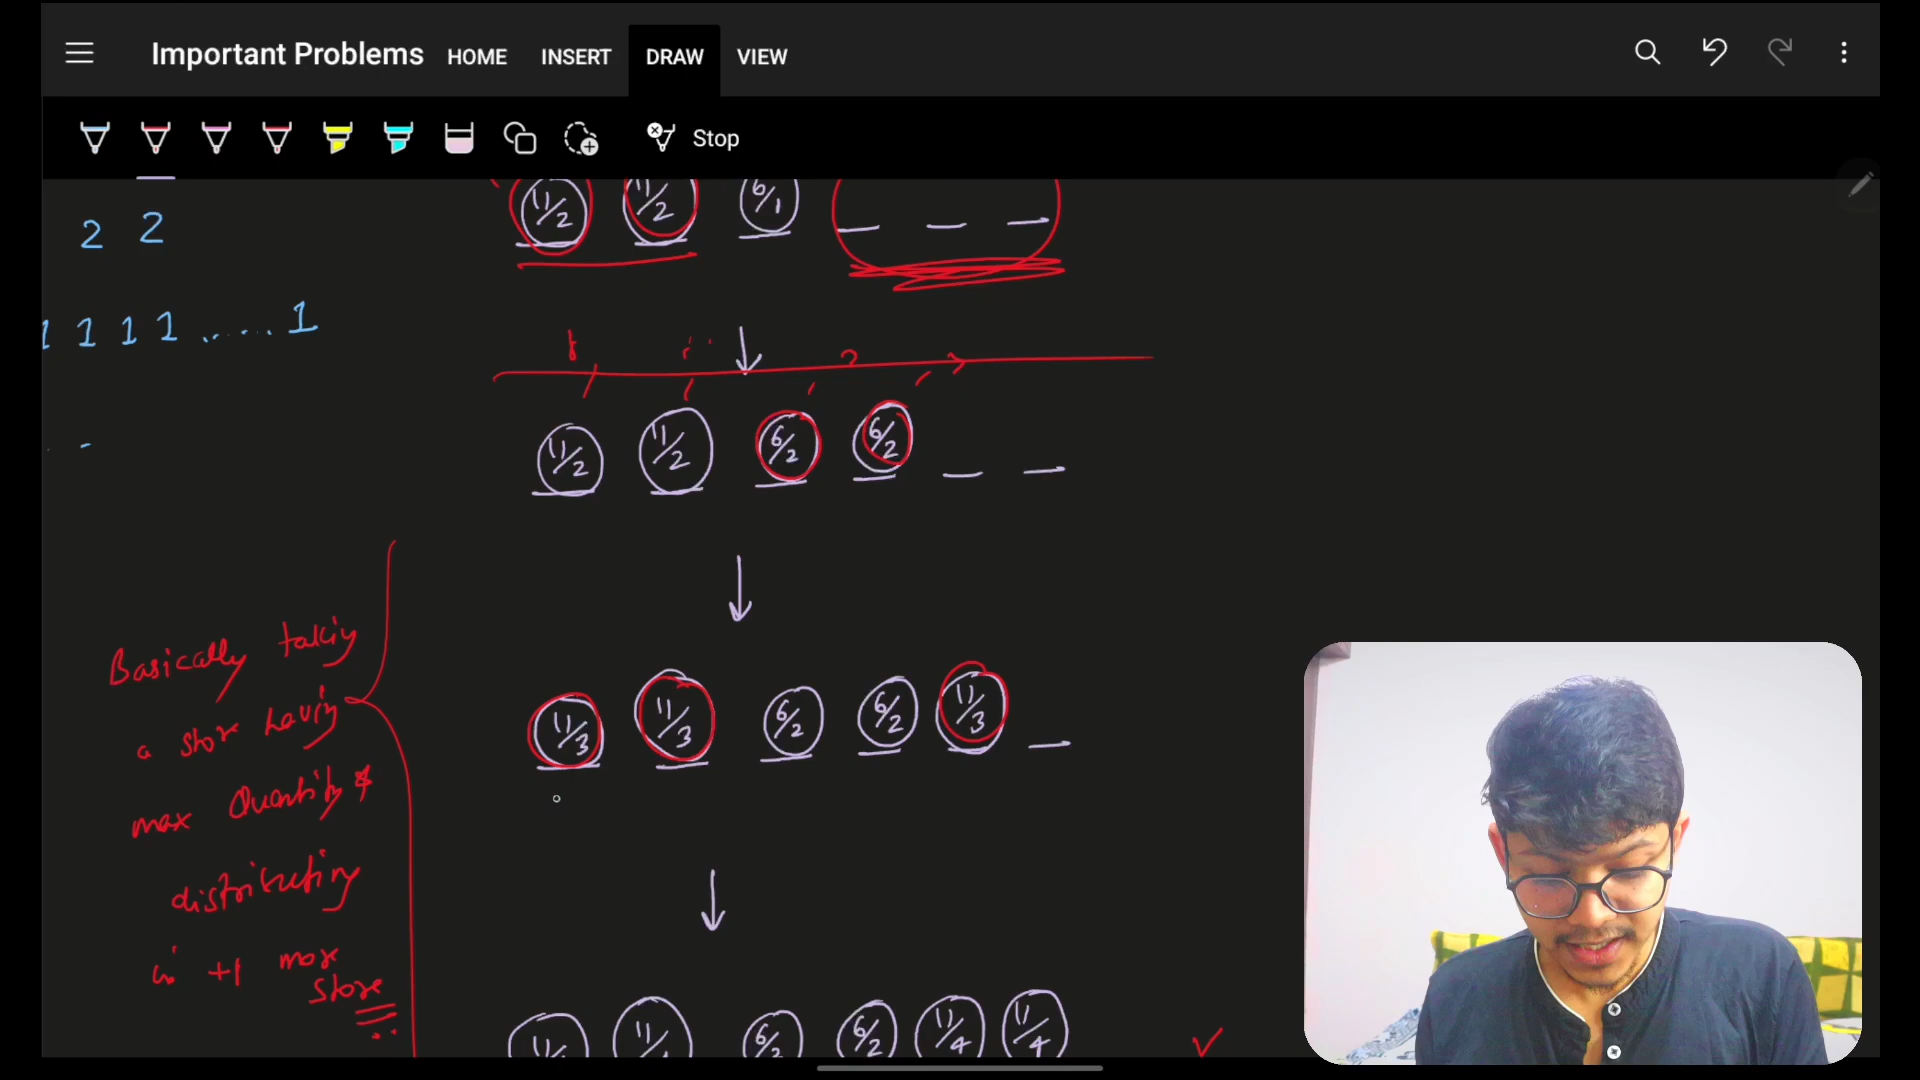 Important Problems HOME INSERT DRAW VIEW
Stop
2 2
11/2 11/2 6/1
1 1 1 1 ...... 1
11/2 11/2 6/2 6/2
Basically taking
a store having
max Quantity &
distributing
in +1 more
store
11/3 11/3 6/2 6/2 11/3
6/2 6/2 11/4 11/4